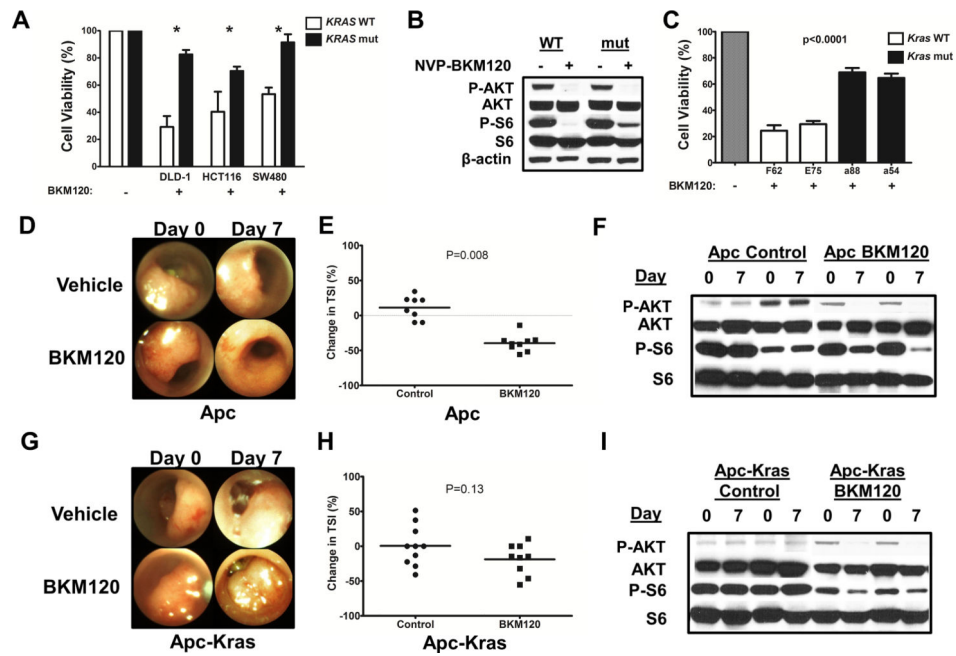 A
KRAS WT
KRAS mut
Cell Viability (%)
100
80
60
40
20
0
* * *
DLD-1 HCT116 SW480
BKM120: - + + +
B
WT mut
NVP-BKM120 - + - +
P-AKT
AKT
P-S6
S6
β-actin
C
Kras WT
Kras mut
p<0.0001
Cell Viability (%)
100
80
60
40
20
0
F62 E75 a88 a54
BKM120: - + + + +
D
Day 0 Day 7
Vehicle
BKM120
Apc
E
P=0.008
Change in TSI (%)
100
50
0
-50
-100
Control BKM120
Apc
F
Apc Control Apc BKM120
Day 0 7 0 7 0 7 0 7
P-AKT
AKT
P-S6
S6
G
Day 0 Day 7
Vehicle
BKM120
Apc-Kras
H
P=0.13
Change in TSI (%)
100
50
0
-50
-100
Control BKM120
Apc-Kras
I
Apc-Kras Apc-Kras
Control BKM120
Day 0 7 0 7 0 7 0 7
P-AKT
AKT
P-S6
S6